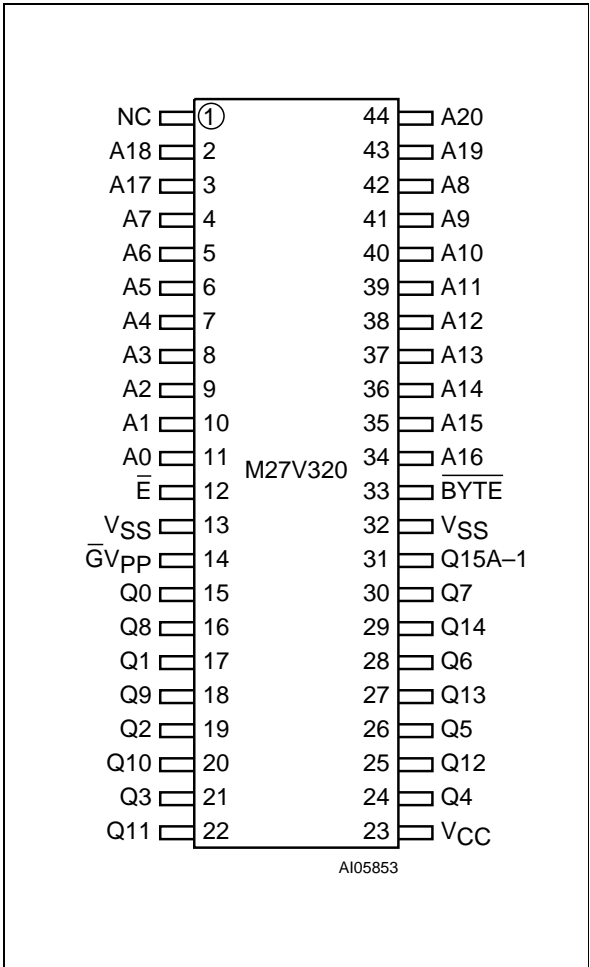 NC 1 44 A20
A18 2 43 A19
A17 3 42 A8
A7 4 41 A9
A6 5 40 A10
A5 6 39 A11
A4 7 38 A12
A3 8 37 A13
A2 9 36 A14
A1 10 35 A15
A0 11 34 A16
M27V320
E̅ 12 33 B̅Y̅T̅E̅
VSS 13 32 VSS
G̅VPP 14 31 Q15A–1
Q0 15 30 Q7
Q8 16 29 Q14
Q1 17 28 Q6
Q9 18 27 Q13
Q2 19 26 Q5
Q10 20 25 Q12
Q3 21 24 Q4
Q11 22 23 VCC
AI05853